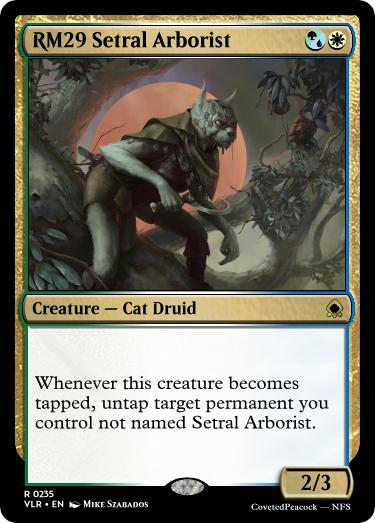 RM29 Setral Arborist
Creature — Cat Druid
Whenever this creature becomes
tapped, untap target permanent you
control not named Setral Arborist.
2/3
R 0235
VLR • EN Mike Szabados
CovetedPeacock — NFS